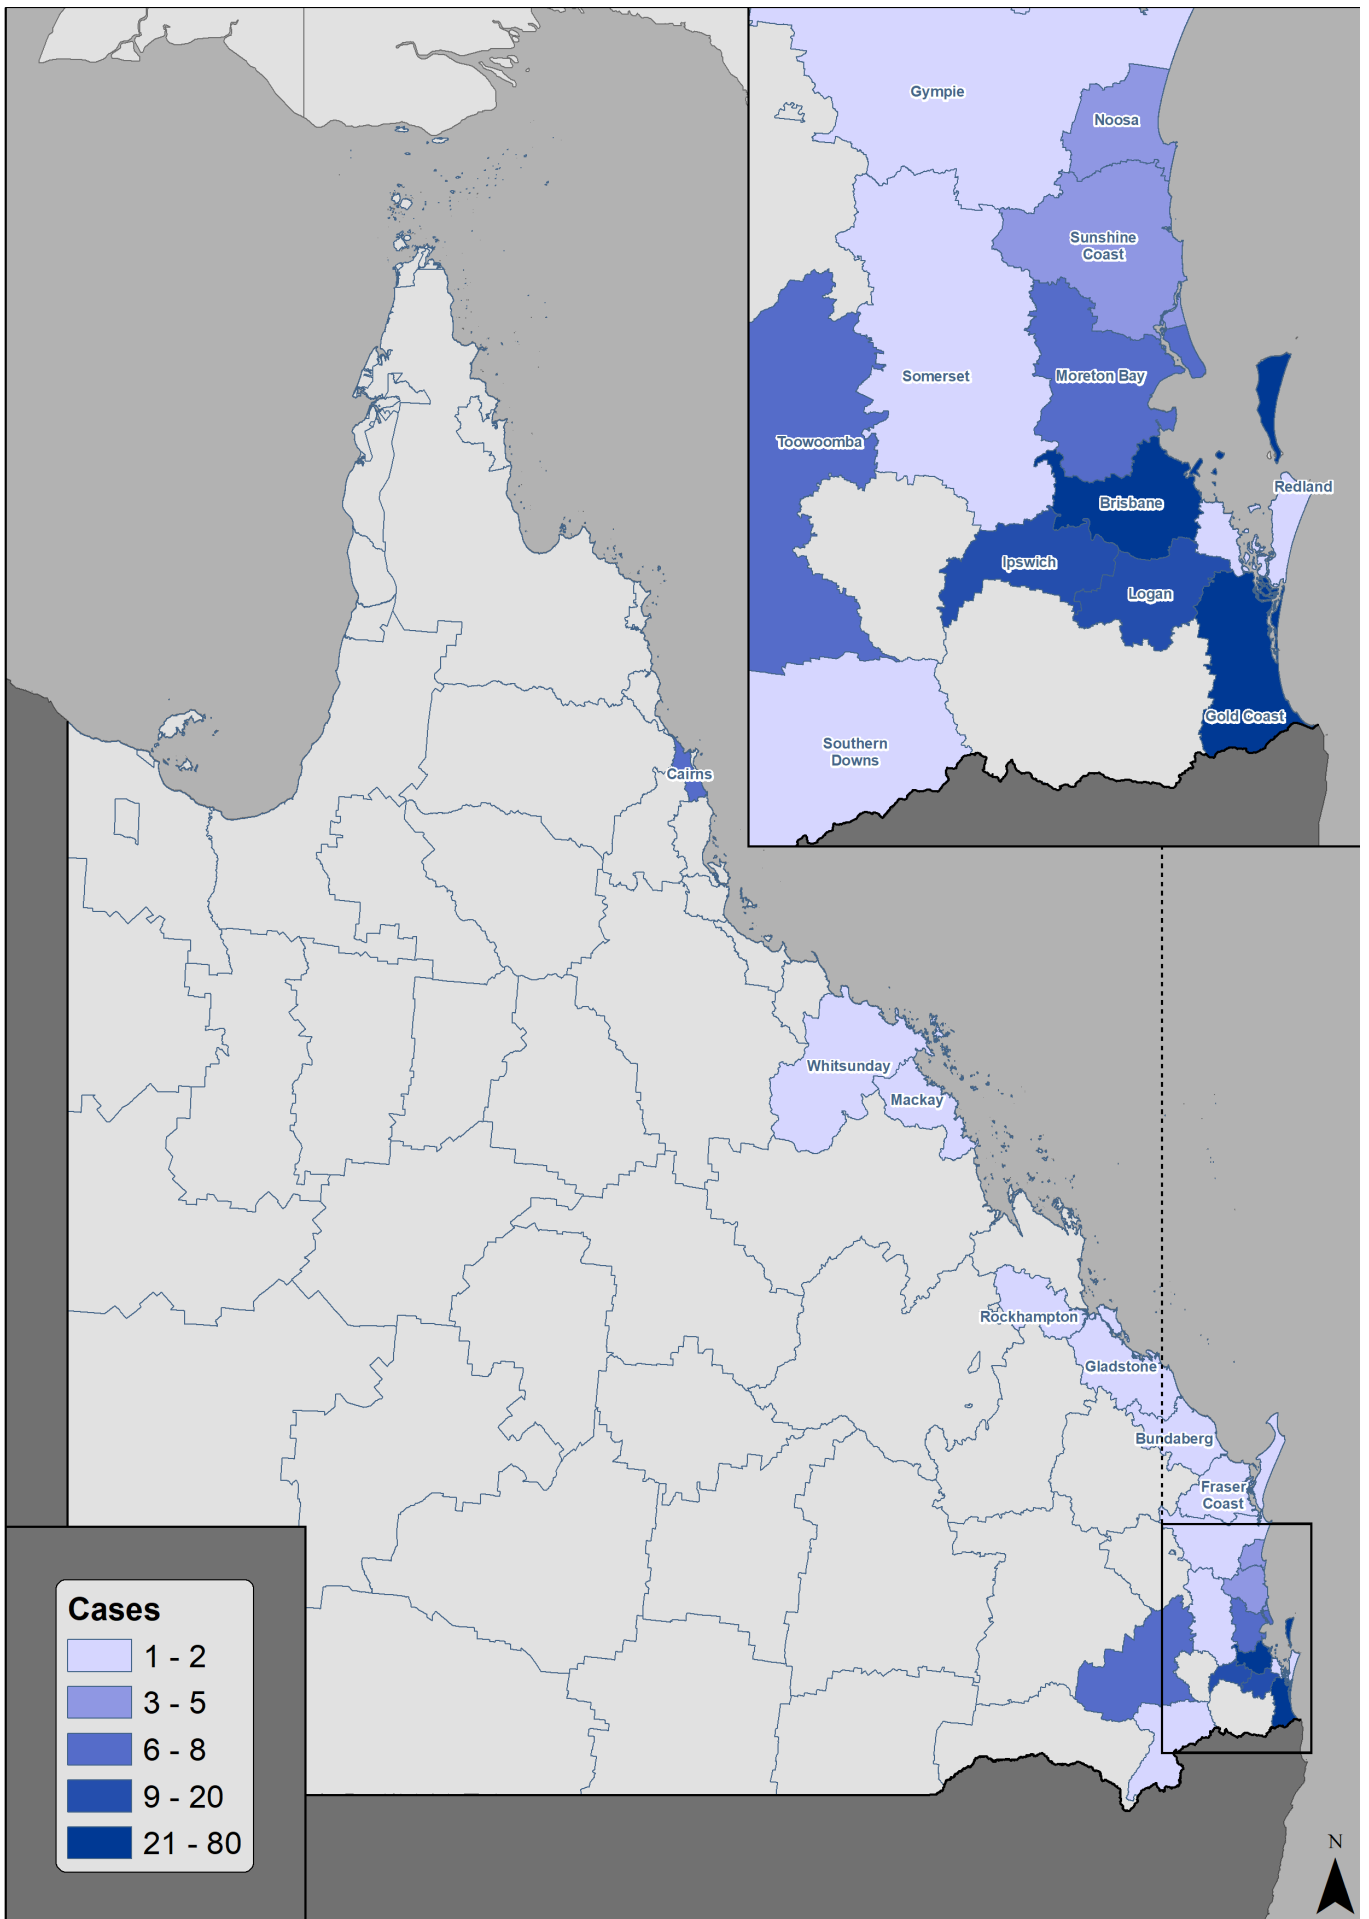 Gympie
Noosa
Sunshine
Coast
Somerset
Moreton Bay
Toowoomba
Redland
Brisbane
Ipswich
Logan
Gold Coast
Southern
Downs
Cairns
Whitsunday
Mackay
Rockhampton
Gladstone
Bundaberg
Fraser
Coast
Cases
1 - 2
3 - 5
6 - 8
9 - 20
21 - 80
N